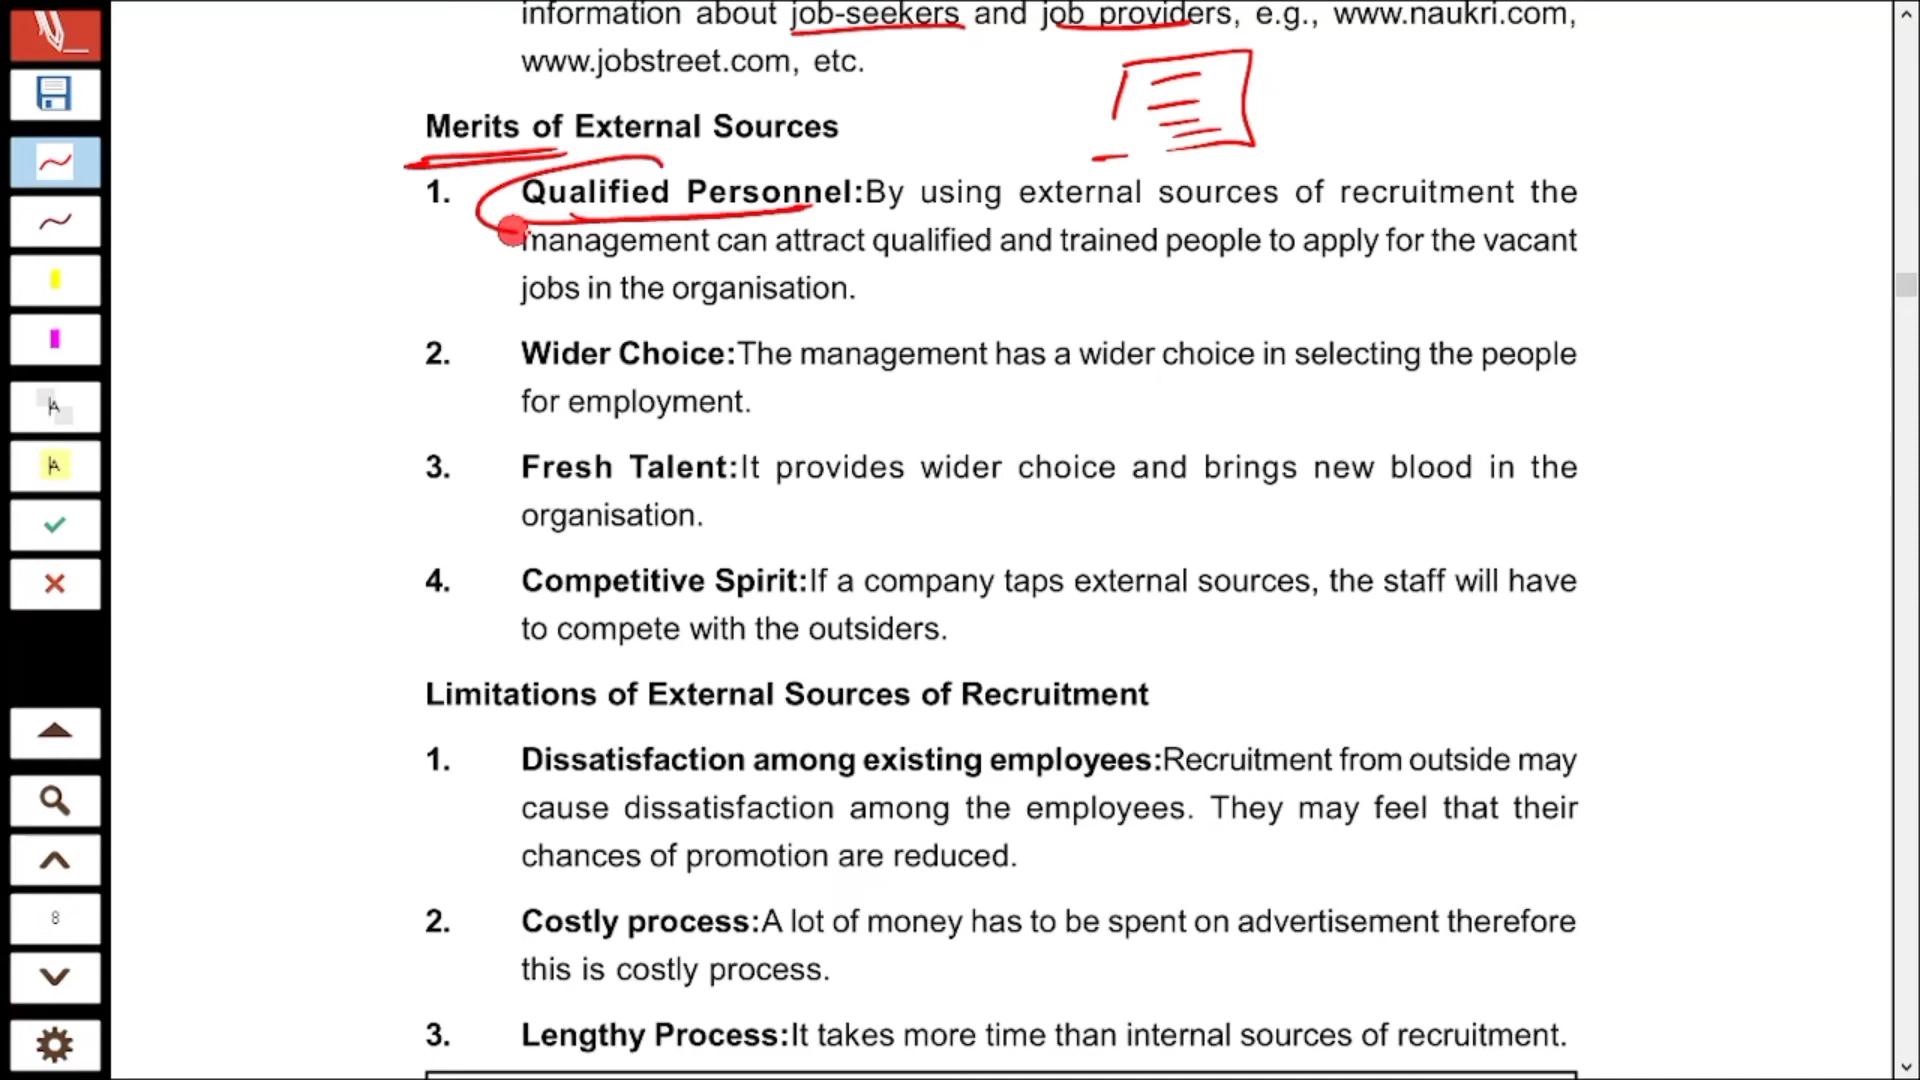 information about job-seekers and job providers, e.g., www.naukri.com,
www.jobstreet.com, etc.
Merits of External Sources
1. Qualified Personnel:By using external sources of recruitment the
management can attract qualified and trained people to apply for the vacant
jobs in the organisation.
2. Wider Choice:The management has a wider choice in selecting the people
for employment.
3. Fresh Talent:It provides wider choice and brings new blood in the
organisation.
4. Competitive Spirit:If a company taps external sources, the staff will have
to compete with the outsiders.
Limitations of External Sources of Recruitment
1. Dissatisfaction among existing employees:Recruitment from outside may
cause dissatisfaction among the employees. They may feel that their
chances of promotion are reduced.
2. Costly process:A lot of money has to be spent on advertisement therefore
this is costly process.
3. Lengthy Process:It takes more time than internal sources of recruitment.
A
A
8